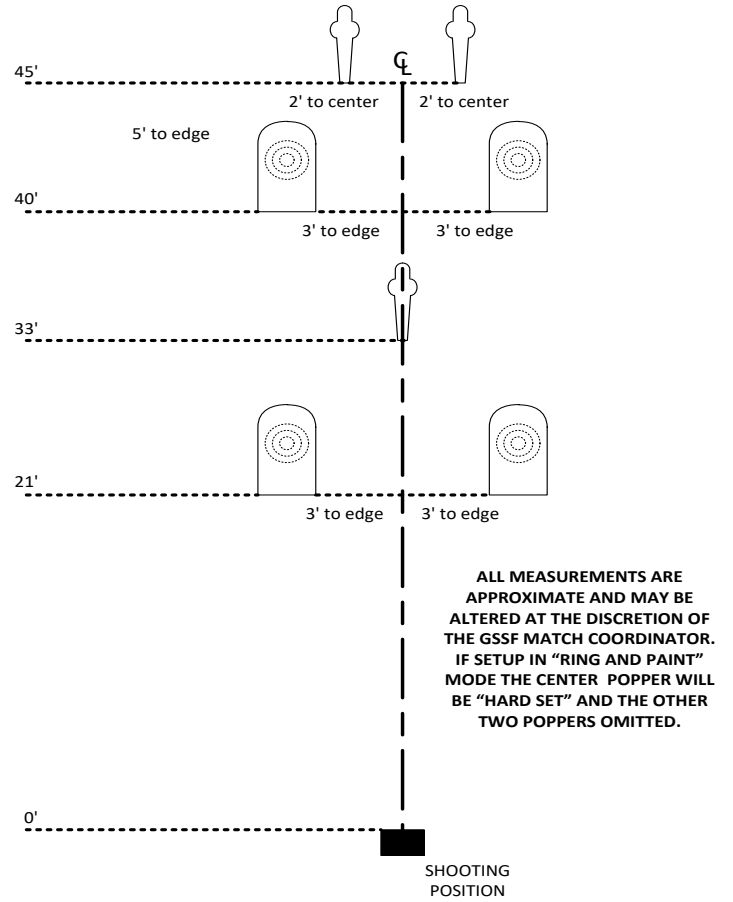 ℄
45'
2' to center 2' to center
5' to edge
40'
3' to edge 3' to edge
33'
21'
3' to edge 3' to edge
ALL MEASUREMENTS ARE
APPROXIMATE AND MAY BE
ALTERED AT THE DISCRETION OF
THE GSSF MATCH COORDINATOR.
IF SETUP IN “RING AND PAINT”
MODE THE CENTER POPPER WILL
BE “HARD SET” AND THE OTHER
TWO POPPERS OMITTED.
0'
SHOOTING
POSITION